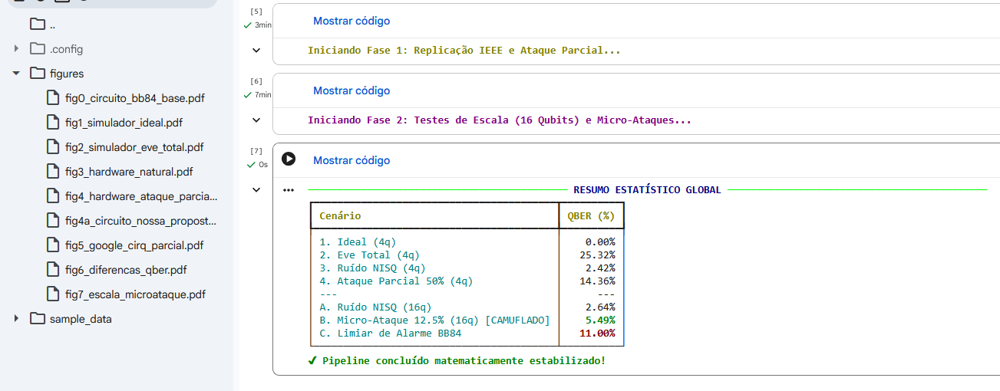 ..
.config
figures
fig0_circuito_bb84_base.pdf
fig1_simulador_ideal.pdf
fig2_simulador_eve_total.pdf
fig3_hardware_natural.pdf
fig4_hardware_ataque_parcia...
fig4a_circuito_nossa_propost...
fig5_google_cirq_parcial.pdf
fig6_diferencas_qber.pdf
fig7_escala_microataque.pdf
sample_data
[5]
3min
Mostrar código
Iniciando Fase 1: Replicação IEEE e Ataque Parcial...
[6]
7min
Mostrar código
Iniciando Fase 2: Testes de Escala (16 Qubits) e Micro-Ataques...
[7]
0s
Mostrar código
RESUMO ESTATÍSTICO GLOBAL
Cenário QBER (%)
1. Ideal (4q) 0.00%
2. Eve Total (4q) 25.32%
3. Ruído NISQ (4q) 2.42%
4. Ataque Parcial 50% (4q) 14.36%
--- ---
A. Ruído NISQ (16q) 2.64%
B. Micro-Ataque 12.5% (16q) [CAMUFLADO] 5.49%
C. Limiar de Alarme BB84 11.00%
✔ Pipeline concluído matematicamente estabilizado!